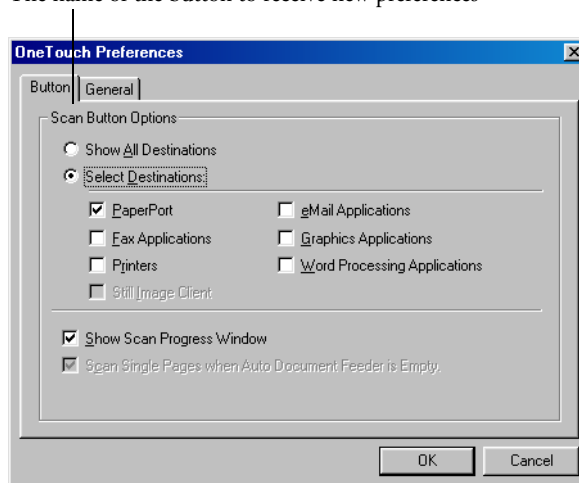 The name of the button to receive new preferences
OneTouch Preferences
Button General
Scan Button Options
Show All Destinations
Select Destinations:
PaperPort eMail Applications
Fax Applications Graphics Applications
Printers Word Processing Applications
Still Image Client
Show Scan Progress Window
Scan Single Pages when Auto Document Feeder is Empty.
OK Cancel